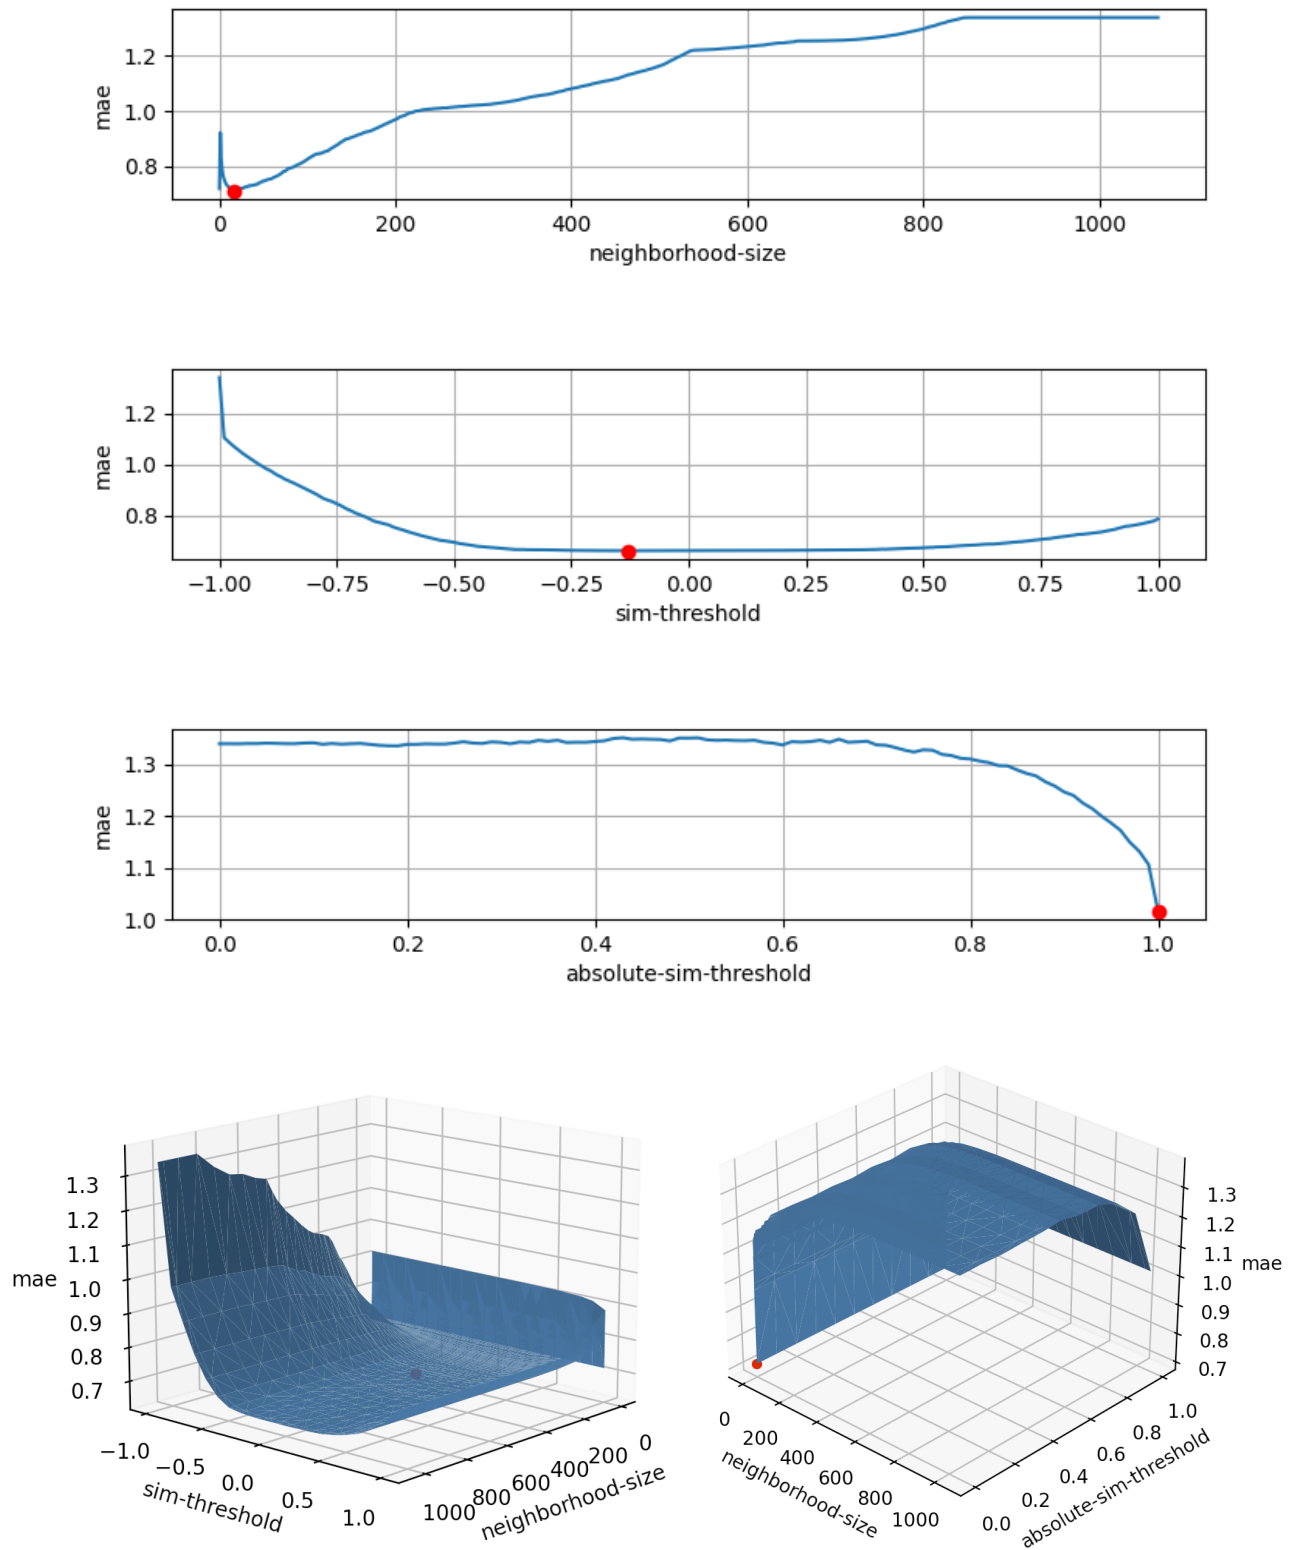 1.2
1.0
0.8
mae
0 200 400 600 800 1000
neighborhood-size
1.2
1.0
0.8
mae
−1.00 −0.75 −0.50 −0.25 0.00 0.25 0.50 0.75 1.00
sim-threshold
1.3
1.2
1.1
1.0
mae
0.0 0.2 0.4 0.6 0.8 1.0
absolute-sim-threshold
1.3
1.2
1.1
1.0
0.9
0.8
0.7
mae
−1.0 −0.5 0.0 0.5 1.0
sim-threshold
1000 800 600 400 200 0
neighborhood-size
1.3
1.2
1.1
1.0
0.9
0.8
0.7
mae
0 200 400 600 800 1000
neighborhood-size
0.0 0.2 0.4 0.6 0.8 1.0
absolute-sim-threshold